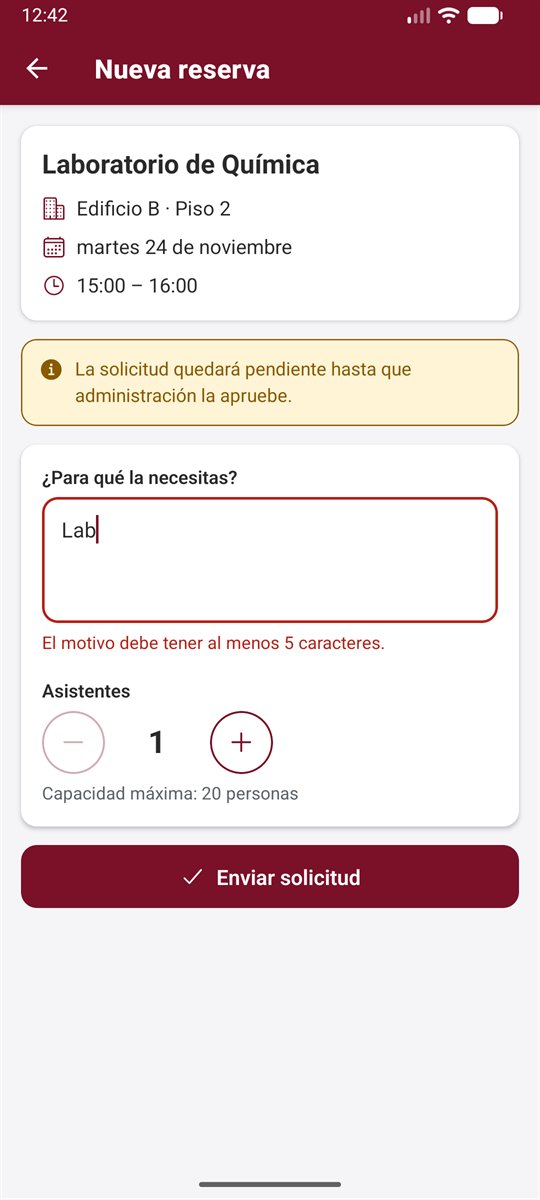 12:42
Nueva reserva
Laboratorio de Química
Edificio B · Piso 2
martes 24 de noviembre
15:00 – 16:00
La solicitud quedará pendiente hasta que
administración la apruebe.
¿Para qué la necesitas?
Lab
El motivo debe tener al menos 5 caracteres.
Asistentes
1
Capacidad máxima: 20 personas
Enviar solicitud